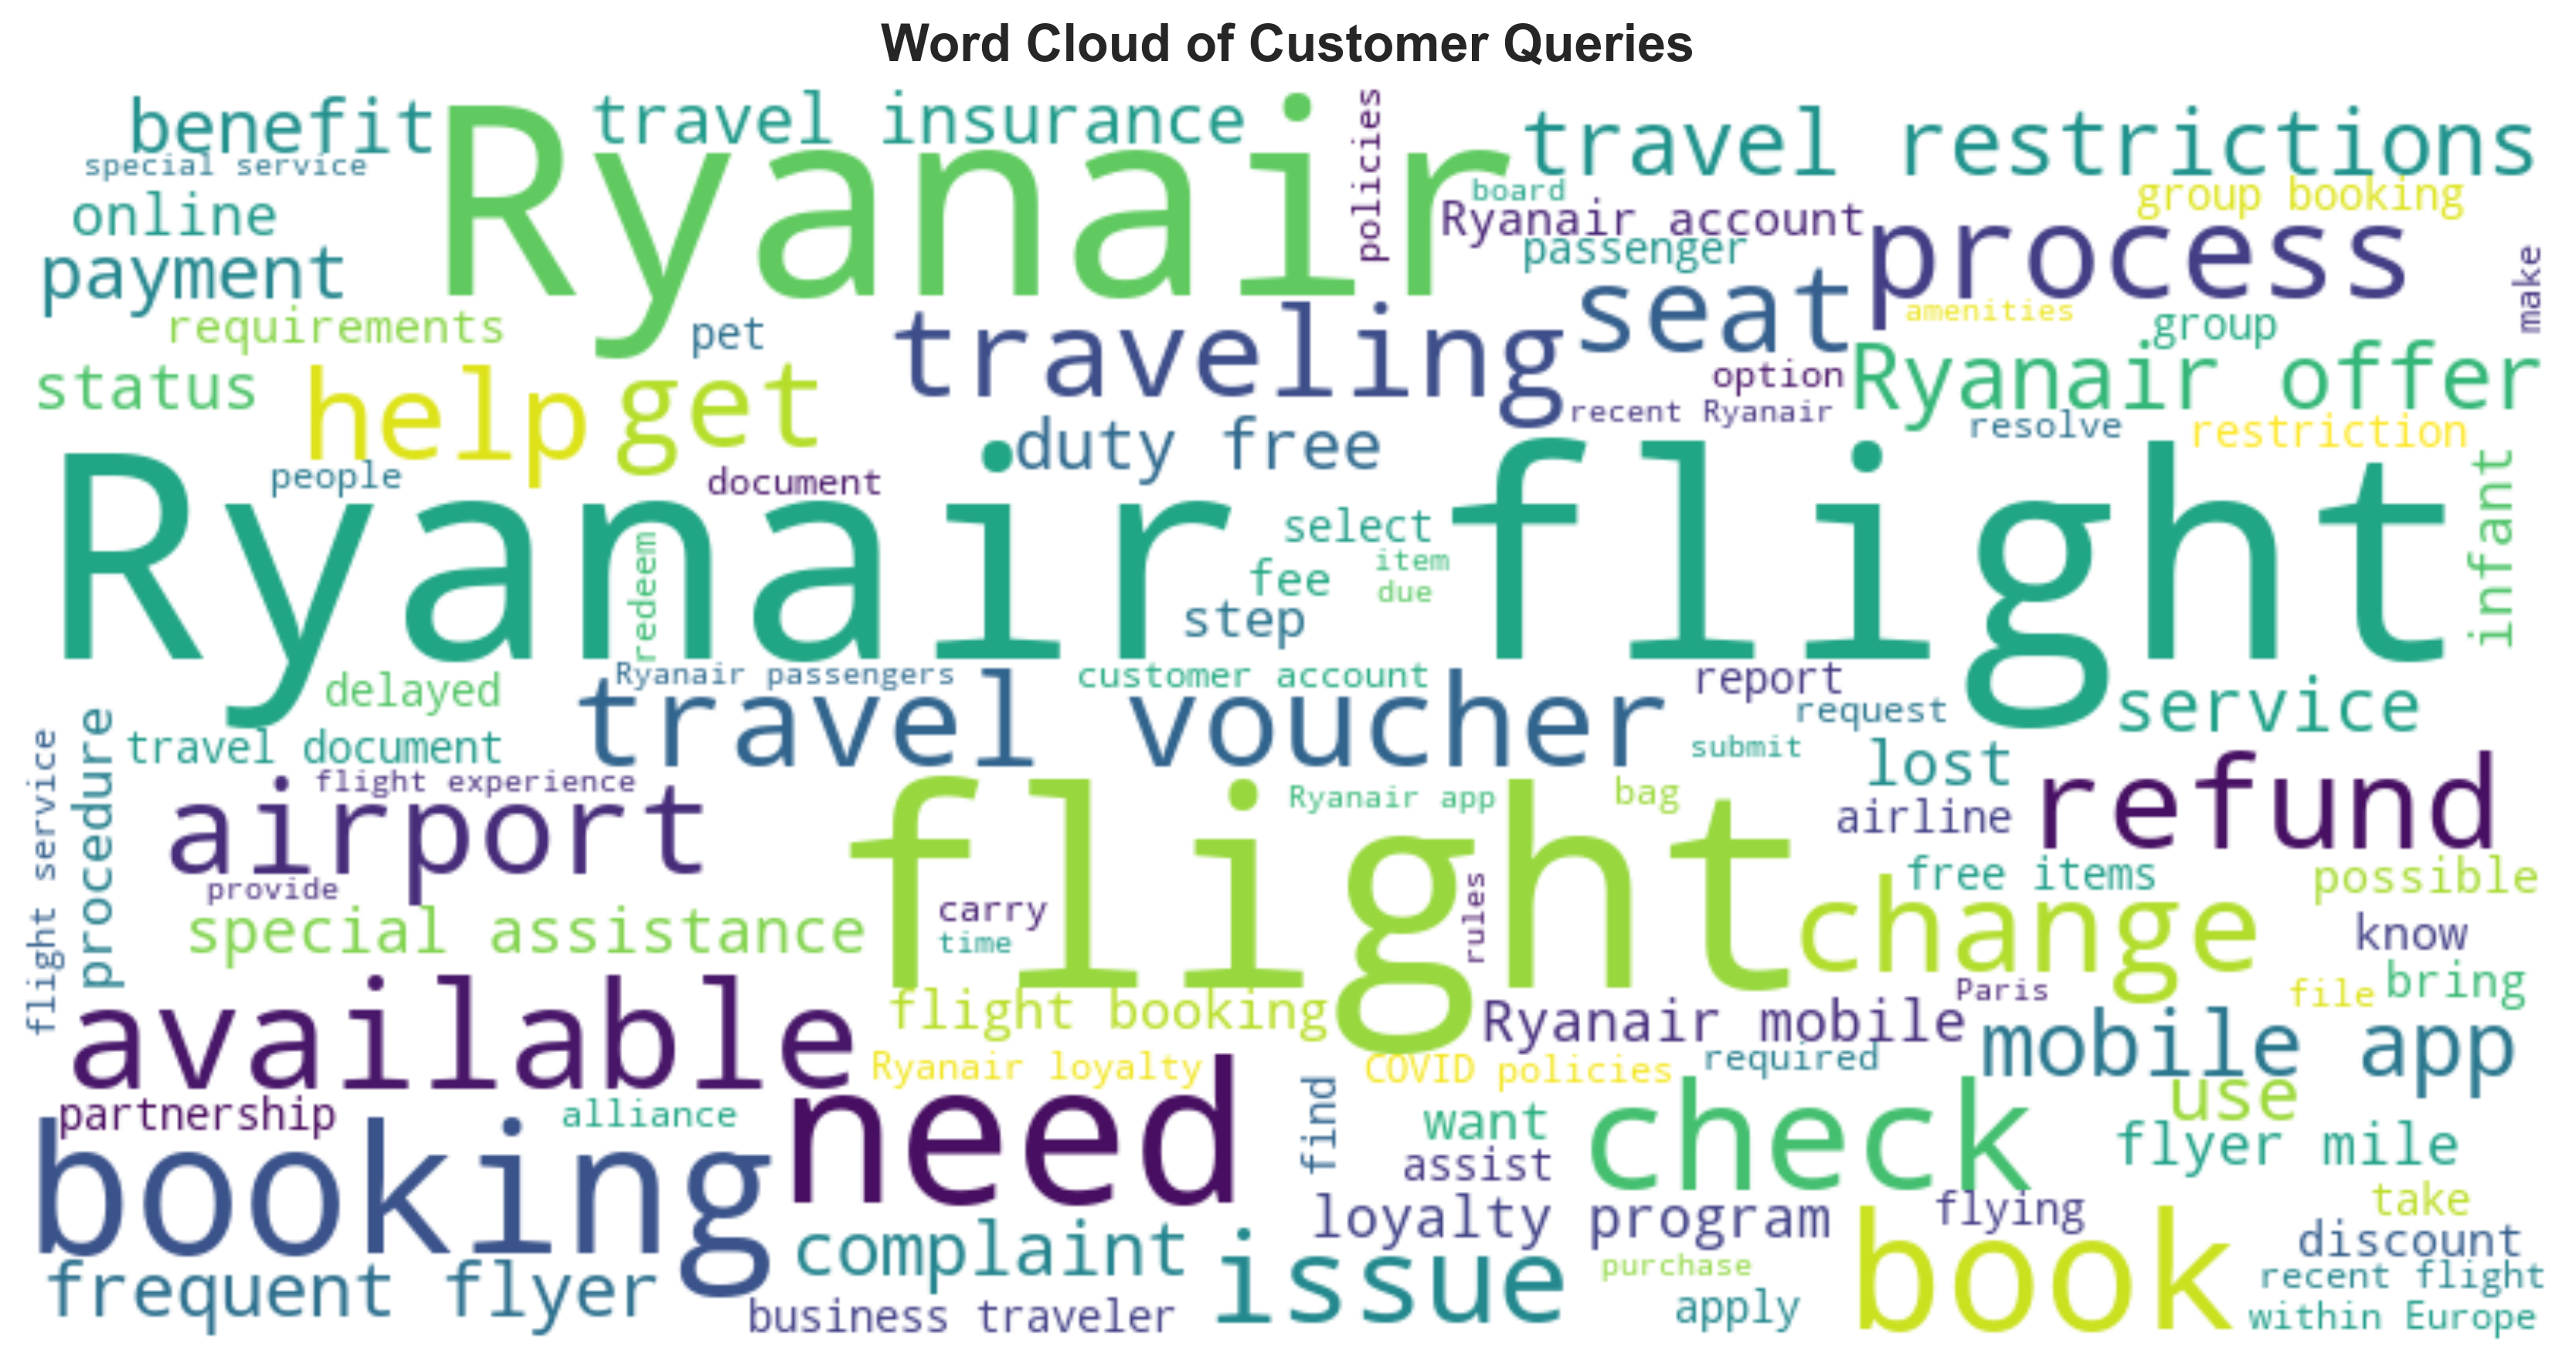 Word Cloud of Customer Queries
benefit
Ryanair
travel insurance
policies
travel restrictions
special service
board
group booking
online
Ryanair account
passenger
process
payment
make
seat
amenities
requirements
pet
traveling
group
status
help
get
option
Ryanair offer
recent Ryanair
duty free
resolve
restriction
people
document
Ryanair flight
infant
select
redeem
fee
item
due
step
delayed
Ryanair passengers
customer account
report
request
service
procedure
travel document
travel voucher
submit
lost
flight service
flight experience
airport
flight
Ryanair app
bag
airline
refund
provide
free items
possible
special assistance
carry
time
rules
change
know
available
flight booking
Ryanair mobile
Paris
file
bring
Ryanair loyalty
COVID policies
required
mobile app
use
partnership
alliance
need
find
want
check
flyer mile
booking
assist
take
complaint
loyalty program
flying
discount
frequent flyer
issue
purchase
book
recent flight
business traveler
apply
within Europe